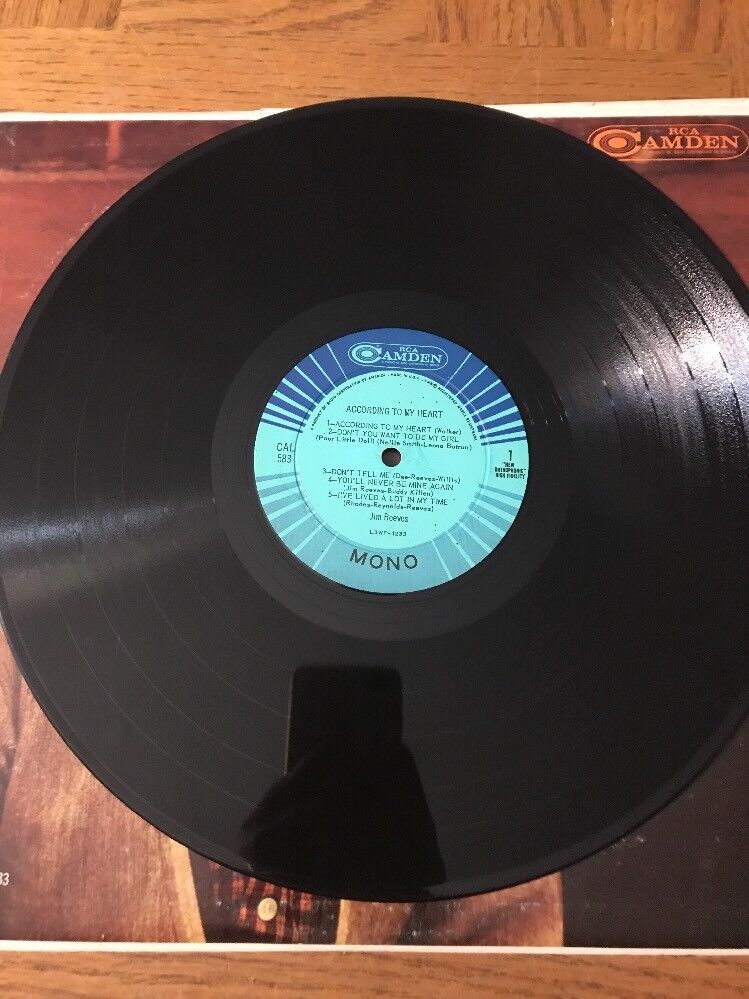 RCA
CAMDEN
RCA
CAMDEN
ACCORDING TO MY HEART
1—ACCORDING TO MY HEART (Walker)
2—DON'T YOU WANT TO BE MY GIRL
(Poor Little Doll) (Nellie Smith-Leona Butrum)
CAL
583
1
"NEW
ORTHOPHONIC"
HIGH FIDELITY
3—DON'T TELL ME (Dee-Reeves-Willis)
4—YOU'LL NEVER BE MINE AGAIN
(Jim Reeves-Buddy Killen)
5—I'VE LIVED A LOT IN MY TIME
(Rhodes-Reynolds-Reeves)
Jim Reeves
MONO
33